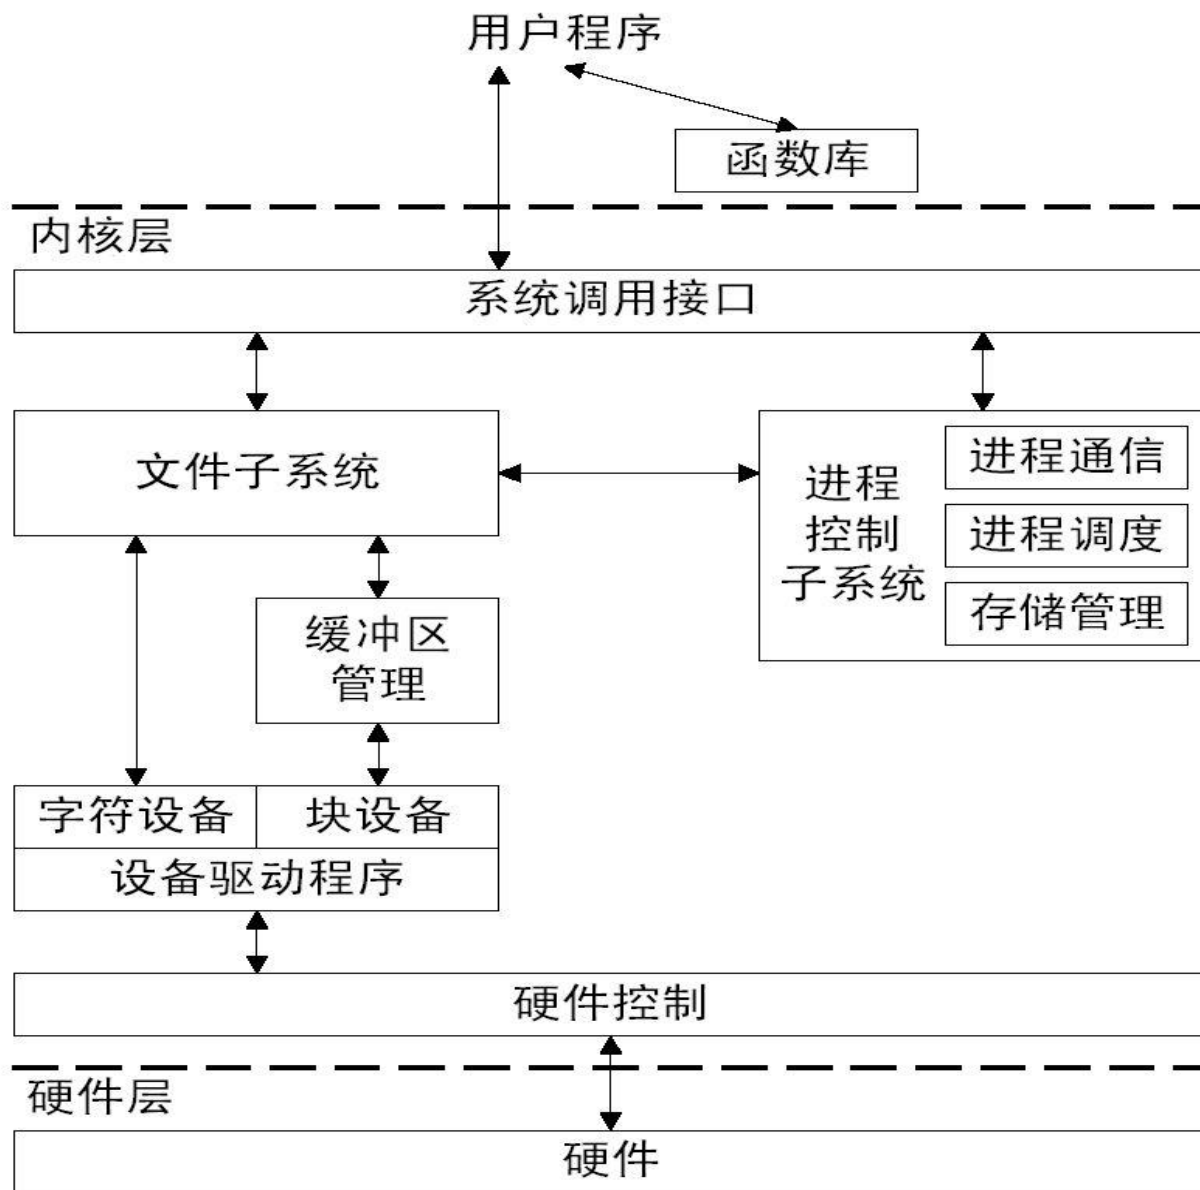 用户程序
函数库
内核层
系统调用接口
文件子系统
进程
控制
子系统
进程通信
进程调度
存储管理
缓冲区
管理
字符设备
块设备
设备驱动程序
硬件控制
硬件层
硬件